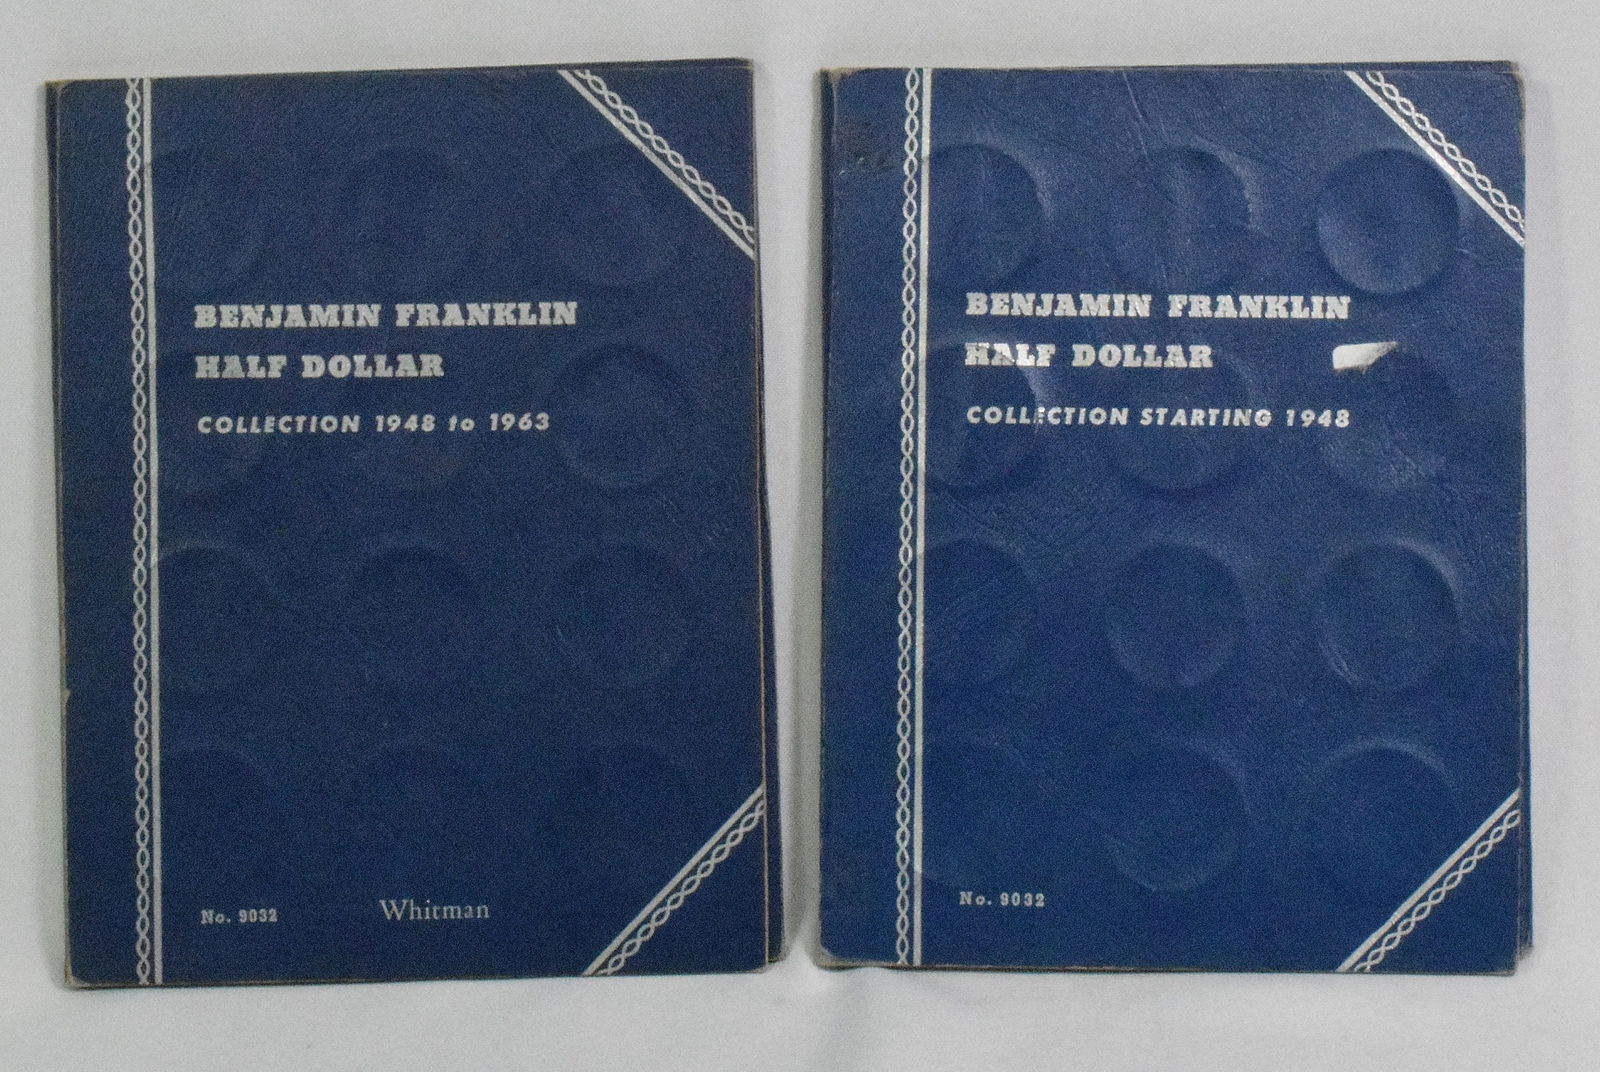 BENJAMIN FRANKLIN
HALF DOLLAR
COLLECTION 1948 to 1963
No. 9032
Whitman
BENJAMIN FRANKLIN
HALF DOLLAR
COLLECTION STARTING 1948
No. 9032